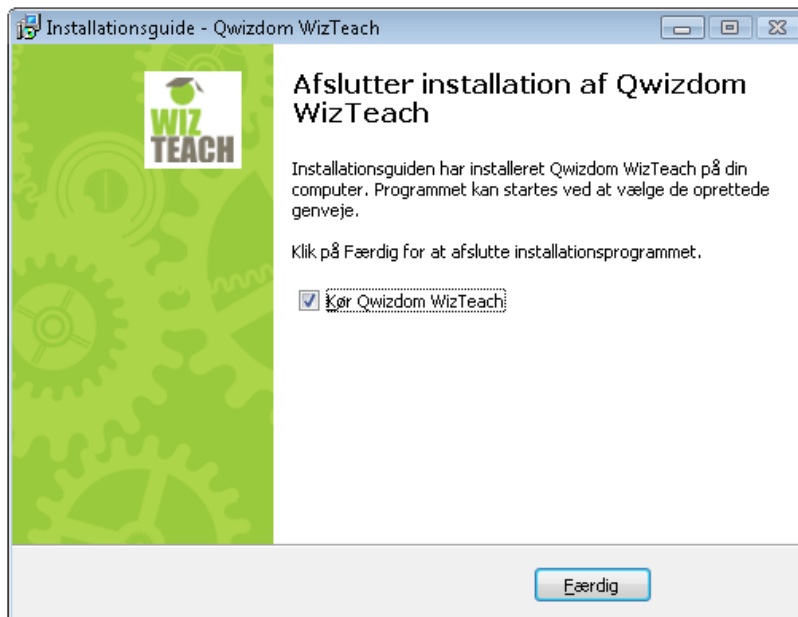 Installationsguide - Qwizdom WizTeach
WIZ
TEACH
Afslutter installation af Qwizdom
WizTeach
Installationsguiden har installeret Qwizdom WizTeach på din
computer. Programmet kan startes ved at vælge de oprettede
genveje.
Klik på Færdig for at afslutte installationsprogrammet.
Kør Qwizdom WizTeach
Færdig